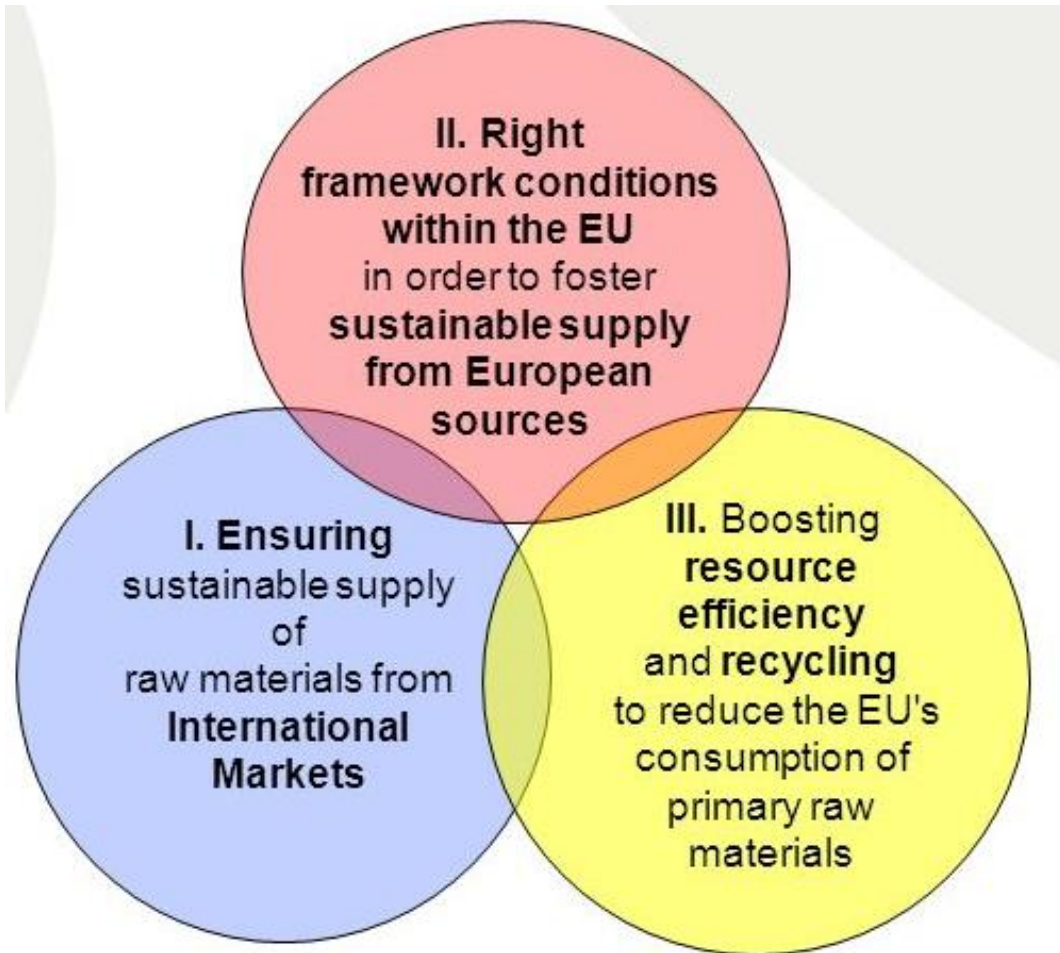 II. Right
framework conditions
within the EU
in order to foster
sustainable supply
from European
sources
I. Ensuring
sustainable supply
of
raw materials from
International
Markets
III. Boosting
resource
efficiency
and recycling
to reduce the EU's
consumption of
primary raw
materials